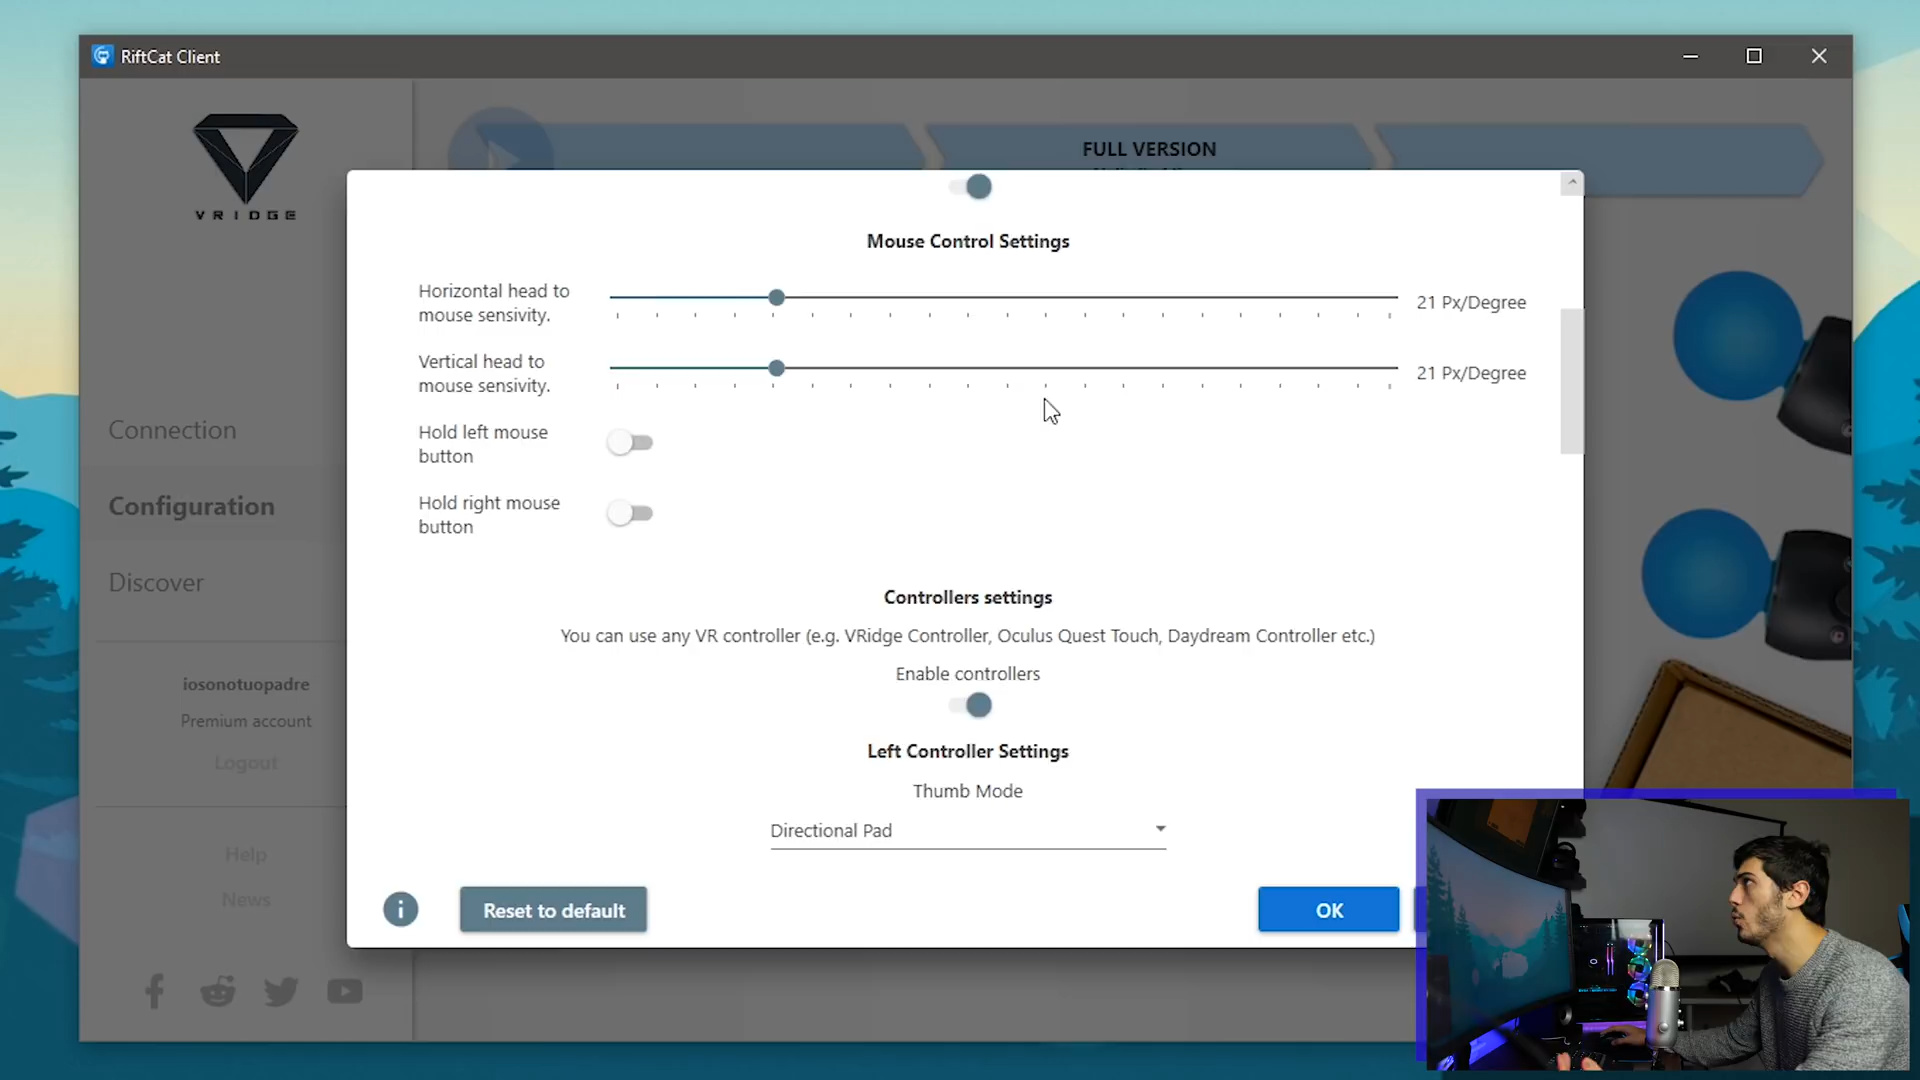 RiftCat Client
VRIDGE
FULL VERSION
Mouse Control Settings
Horizontal head to
mouse sensivity.
21 Px/Degree
Vertical head to
mouse sensivity.
21 Px/Degree
Hold left mouse
button
Hold right mouse
button
Controllers settings
You can use any VR controller (e.g. VRidge Controller, Oculus Quest Touch, Daydream Controller etc.)
Enable controllers
Left Controller Settings
Thumb Mode
Directional Pad
Reset to default
OK
Connection
Configuration
Discover
iosonotuopadre
Premium account
Logout
Help
News